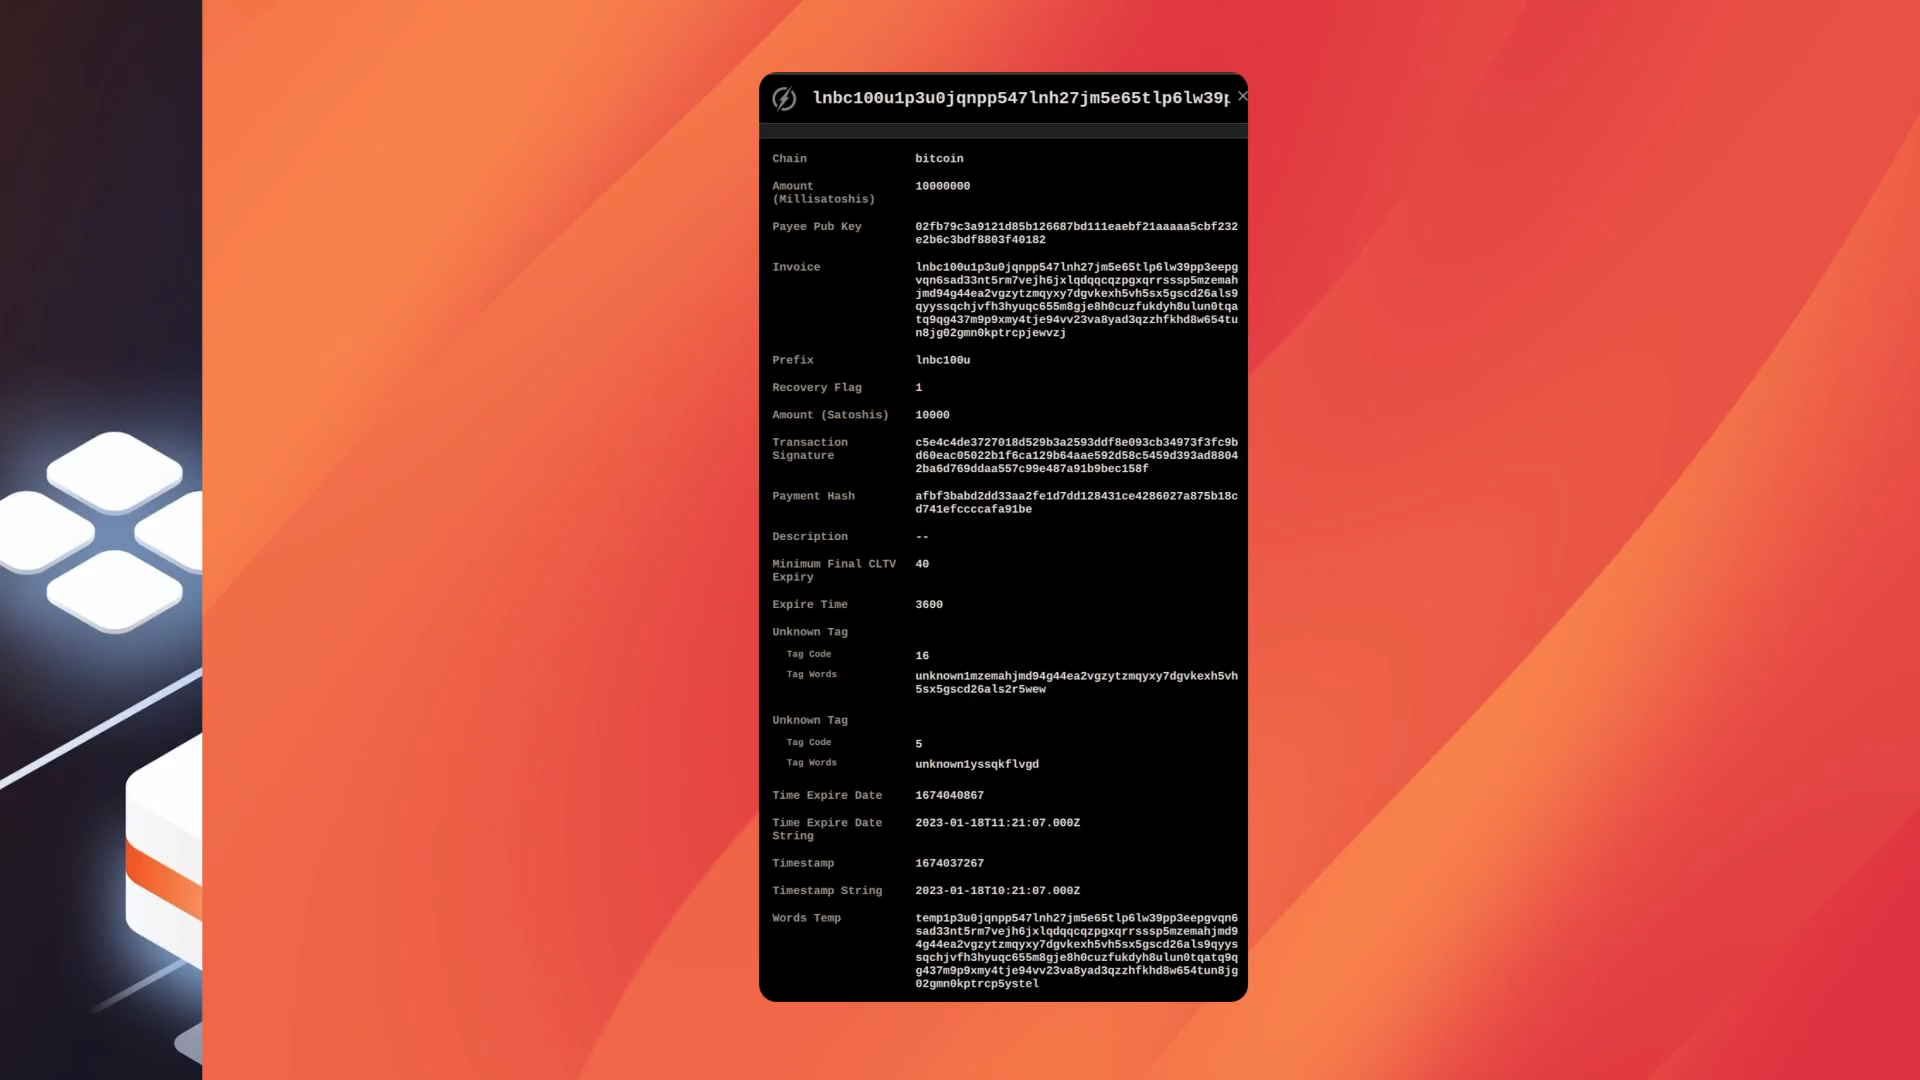 lnbc100u1p3u0jqnpp547lnh27jm5e65tlp6lw39p
Chain bitcoin
Amount 10000000
(Millisatoshis)
Payee Pub Key 02fb79c3a9121d85b126687bd111eaebf21aaaaa5cbf232
e2b6c3bdf8803f40182
Invoice lnbc100u1p3u0jqnpp547lnh27jm5e65tlp6lw39pp3eepg
vqn6sad33nt5rm7vejh6jxlqdqqcqzpgxqrrsssp5mzemah
jmd94g44ea2vgzytzmqyxy7dgvkexh5vh5sx5gscd26als9
qyyssqchjvfh3hyuqc655m8gje8h0cuzfukdyh8ulun0tqa
tq9qg437m9p9xmy4tje94vv23va8yad3qzzhfkhd8w654tu
n8jg02gmn0kptrcpjewvzj
Prefix lnbc100u
Recovery Flag 1
Amount (Satoshis) 10000
Transaction c5e4c4de3727018d529b3a2593ddf8e093cb34973f3fc9b
Signature d60eac05022b1f6ca129b64aae592d58c5459d393ad8804
2ba6d769ddaa557c99e487a91b9bec158f
Payment Hash afbf3babd2dd33aa2fe1d7dd128431ce4286027a875b18c
d741efccccafa91be
Description --
Minimum Final CLTV 40
Expiry
Expire Time 3600
Unknown Tag
Tag Code 16
Tag Words unknown1mzemahjmd94g44ea2vgzytzmqyxy7dgvkexh5vh
5sx5gscd26als2r5wew
Unknown Tag
Tag Code 5
Tag Words unknown1yssqkflvgd
Time Expire Date 1674040867
Time Expire Date 2023-01-18T11:21:07.000Z
String
Timestamp 1674037267
Timestamp String 2023-01-18T10:21:07.000Z
Words Temp temp1p3u0jqnpp547lnh27jm5e65tlp6lw39pp3eepgvqn6
sad33nt5rm7vejh6jxlqdqqcqzpgxqrrsssp5mzemahjmd9
4g44ea2vgzytzmqyxy7dgvkexh5vh5sx5gscd26als9qyys
sqchjvfh3hyuqc655m8gje8h0cuzfukdyh8ulun0tqatq9q
g437m9p9xmy4tje94vv23va8yad3qzzhfkhd8w654tun8jg
02gmn0kptrcp5ystel